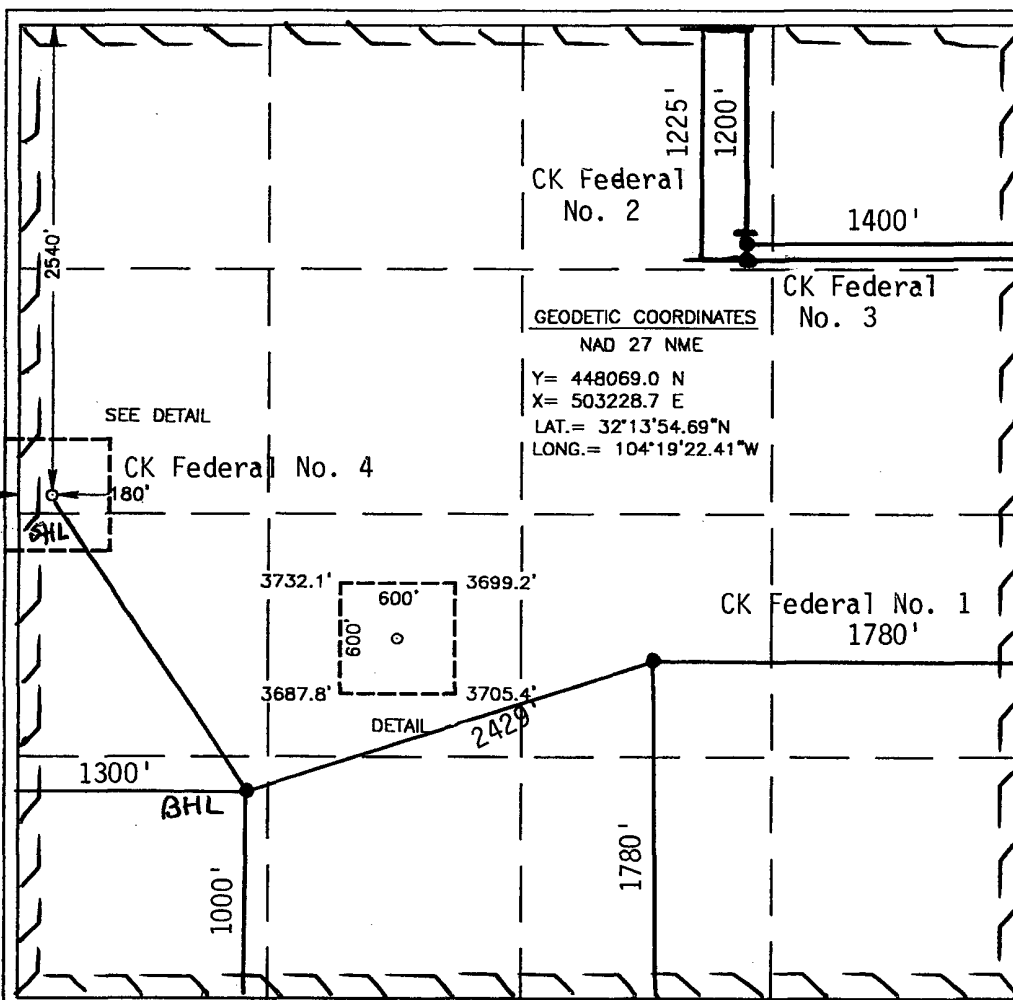 1225'
1200'
CK Federal
No. 2
1400'
2540'
CK Federal
No. 3
GEODETIC COORDINATES
NAD 27 NME
Y= 448069.0 N
X= 503228.7 E
LAT.= 32°13'54.69"N
LONG.= 104°19'22.41"W
SEE DETAIL
CK Federal No. 4
180'
SHL
3732.1'
3699.2'
600'
600'
3687.8'
3705.4'
DETAIL
CK Federal No. 1
1780'
2429'
1300'
BHL
1000'
1780'